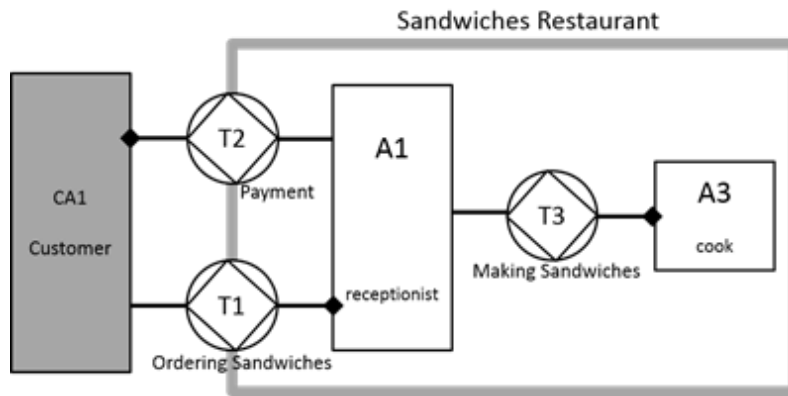 Sandwiches Restaurant
CA1
Customer
T2
Payment
T1
Ordering Sandwiches
A1
receptionist
T3
Making Sandwiches
A3
cook